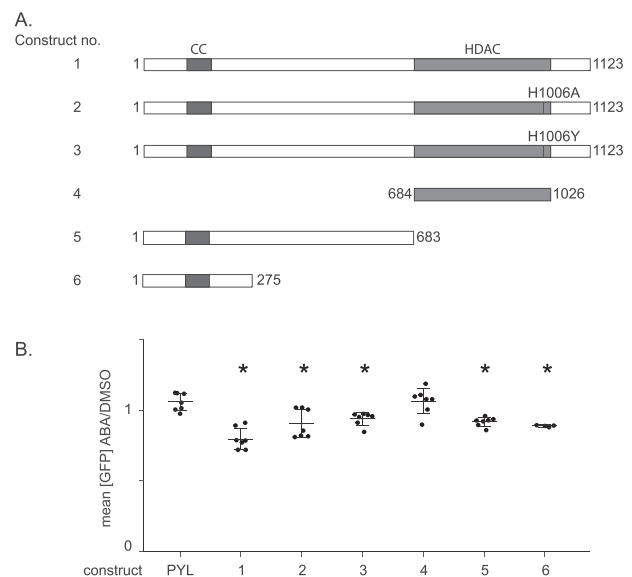 A.
Construct no.
CC HDAC
1 1 1123
H1006A
2 1 1123
H1006Y
3 1 1123
4 684 1026
5 1 683
6 1 275
B.
mean [GFP] ABA/DMSO
* * * * *
1
0
construct PYL 1 2 3 4 5 6